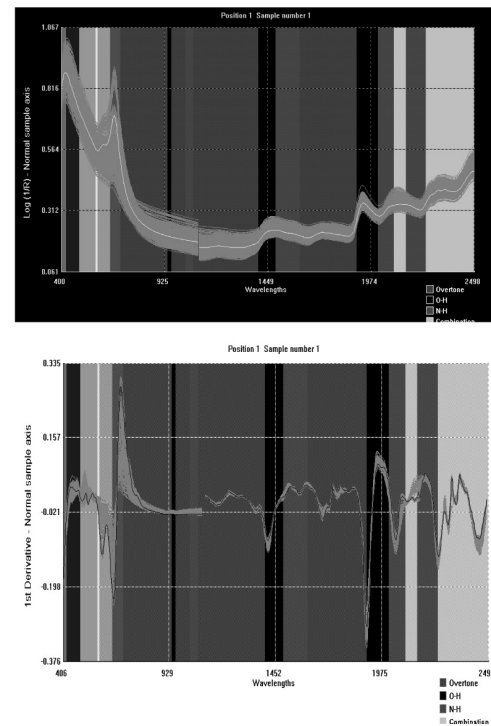 Position 1 Sample number 1
1.067
0.816
0.564
0.312
0.061
Log (1/R) - Normal sample axis
400
925
1449
1974
2498
Wavelengths
Overtone
O-H
N-H
Combination
Position 1 Sample number 1
0.335
0.157
-0.021
-0.198
-0.376
1st Derivative - Normal sample axis
406
929
1452
1975
249
Wavelengths
Overtone
O-H
N-H
Combination